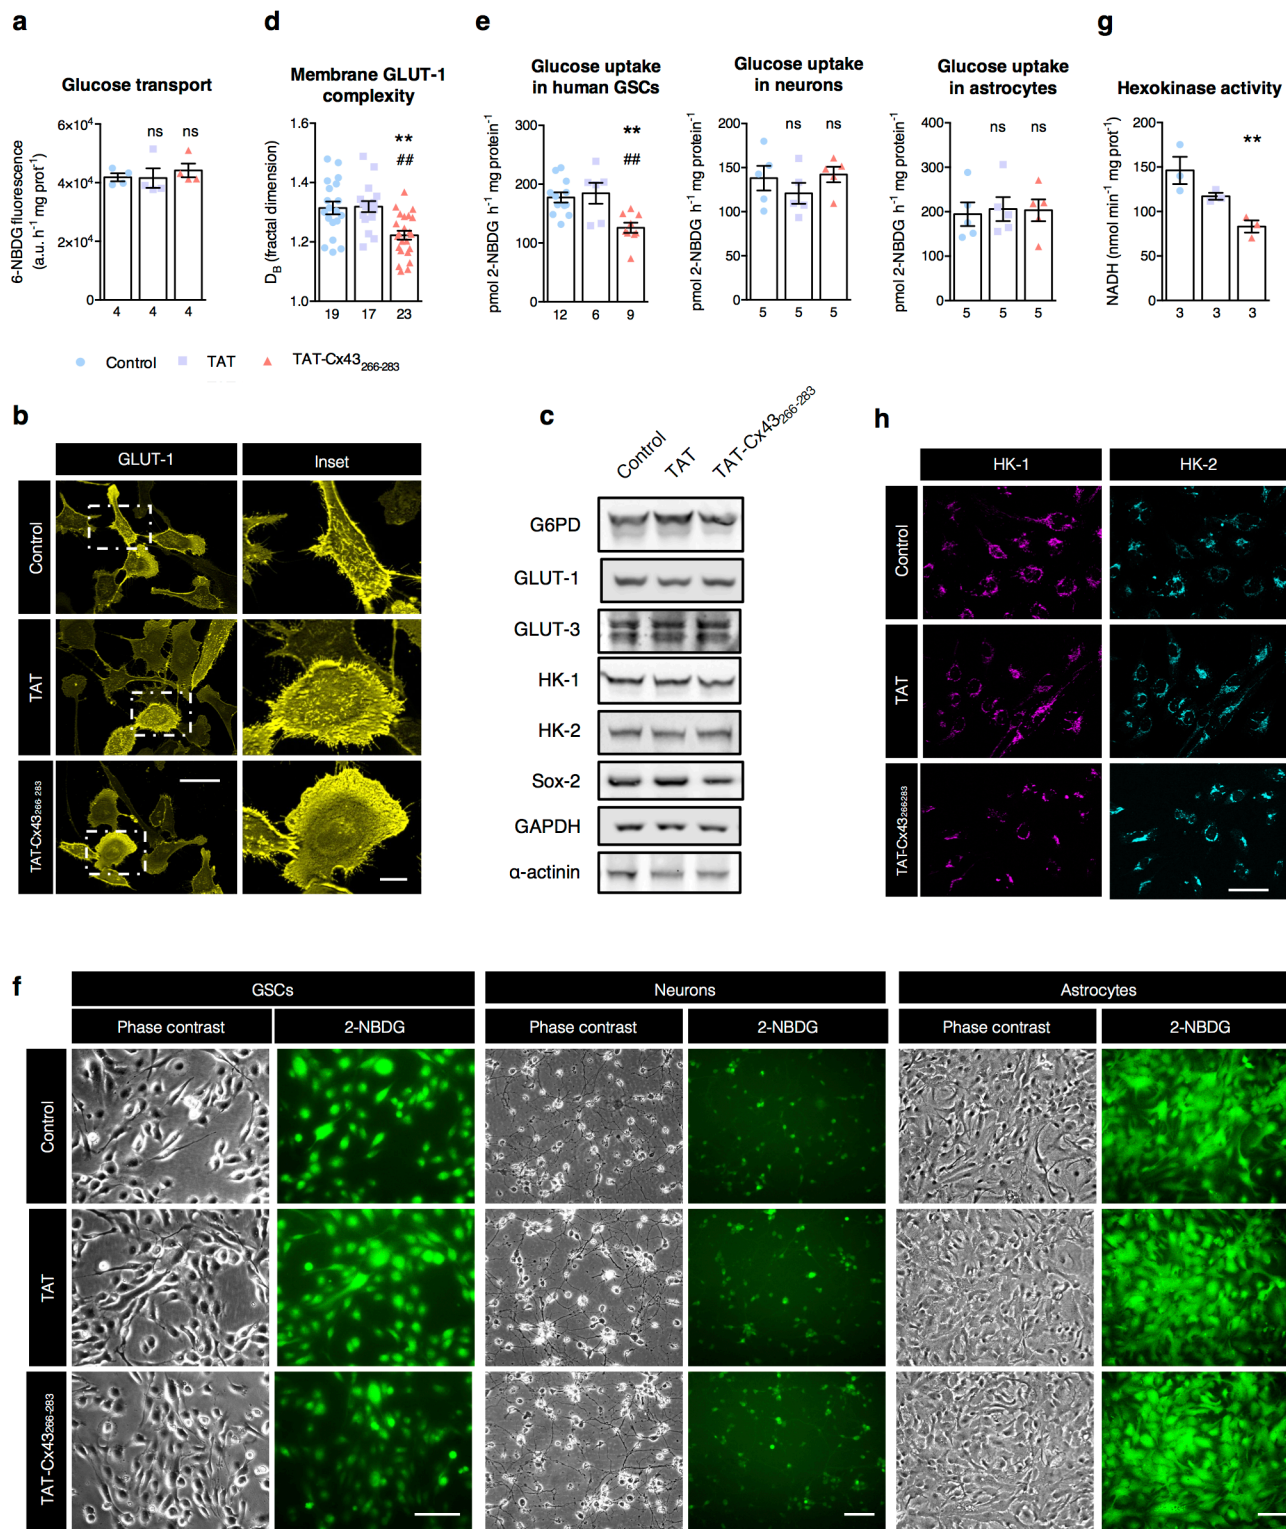 a
Glucose transport
6-NBDG fluorescence
(a.u. h-1 mg prot-1)
6×10⁴
4×10⁴
2×10⁴
0
ns
ns
4
4
4
d
Membrane GLUT-1
complexity
D_B (fractal dimension)
1.6
1.4
1.2
1.0
**
##
19
17
23
e
Glucose uptake
in human GSCs
pmol 2-NBDG h⁻¹ mg protein⁻¹
300
200
100
0
**
##
12
6
9
Glucose uptake
in neurons
pmol 2-NBDG h⁻¹ mg protein⁻¹
200
150
100
50
0
ns
ns
5
5
5
Glucose uptake
in astrocytes
pmol 2-NBDG h⁻¹ mg protein⁻¹
400
300
200
100
0
ns
ns
5
5
5
g
Hexokinase activity
NADH (nmol min⁻¹ mg protein⁻¹)
200
150
100
50
0
**
3
3
3
Control
TAT
TAT-Cx43₂₆₆₋₂₈₃
b
GLUT-1
Inset
Control
TAT
TAT-Cx43₂₆₆₋₂₈₃
c
Control
TAT
TAT-Cx43₂₆₆₋₂₈₃
G6PD
GLUT-1
GLUT-3
HK-1
HK-2
Sox-2
GAPDH
α-actinin
h
HK-1
HK-2
Control
TAT
TAT-Cx43₂₆₆₋₂₈₃
f
GSCs
Neurons
Astrocytes
Phase contrast
2-NBDG
Phase contrast
2-NBDG
Phase contrast
2-NBDG
Control
TAT
TAT-Cx43₂₆₆₋₂₈₃